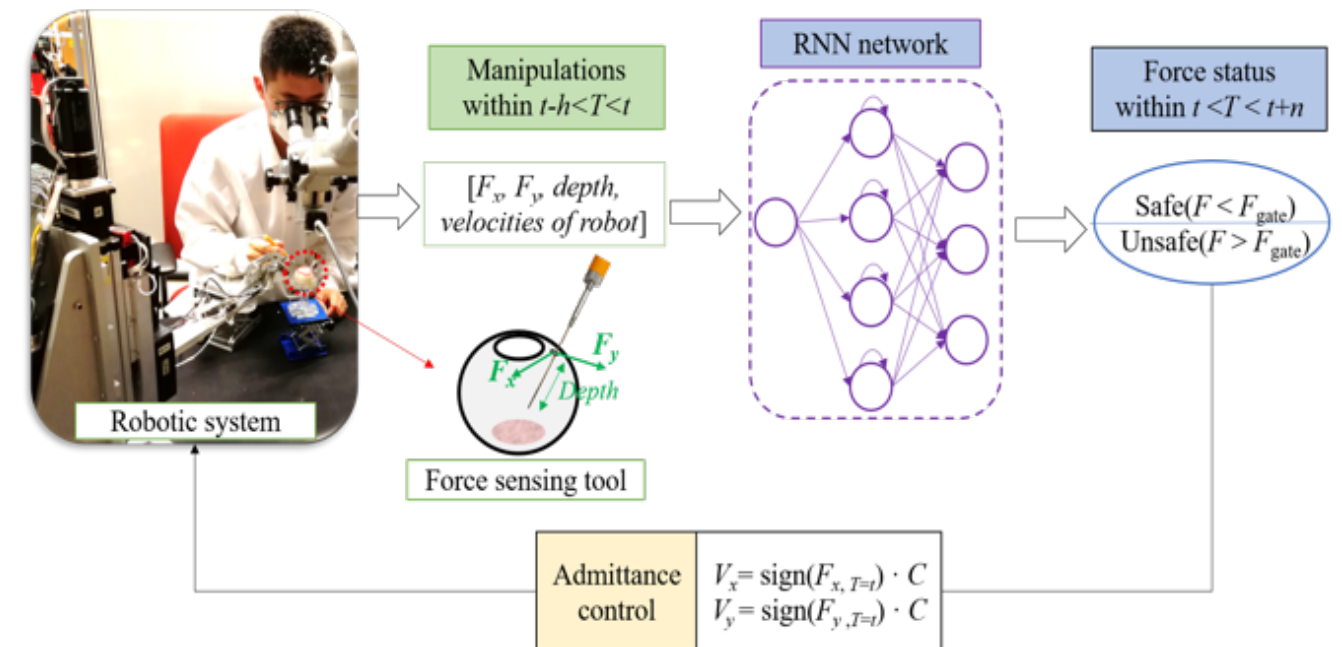 Robotic system
Manipulations
within t-h<T<t
[Fx, Fy, depth,
velocities of robot]
Fx
Fy
Depth
Force sensing tool
RNN network
Force status
within t <T < t+n
Safe(F < Fgate)
Unsafe(F > Fgate)
Admittance
control
Vx= sign(Fx, T=t) · C
Vy= sign(Fy ,T=t) · C